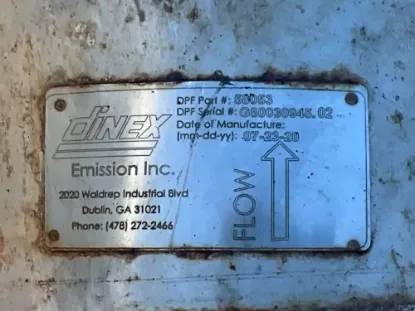 DINEX
Emission Inc.
2020 Waldrep Industrial Blvd
Dublin, GA 31021
Phone: (478) 272-2466
DPF Part #: 58053
DPF Serial #: G80030945.02
Date of Manufacture:
(mm-dd-yy): 07-23-20
FLOW